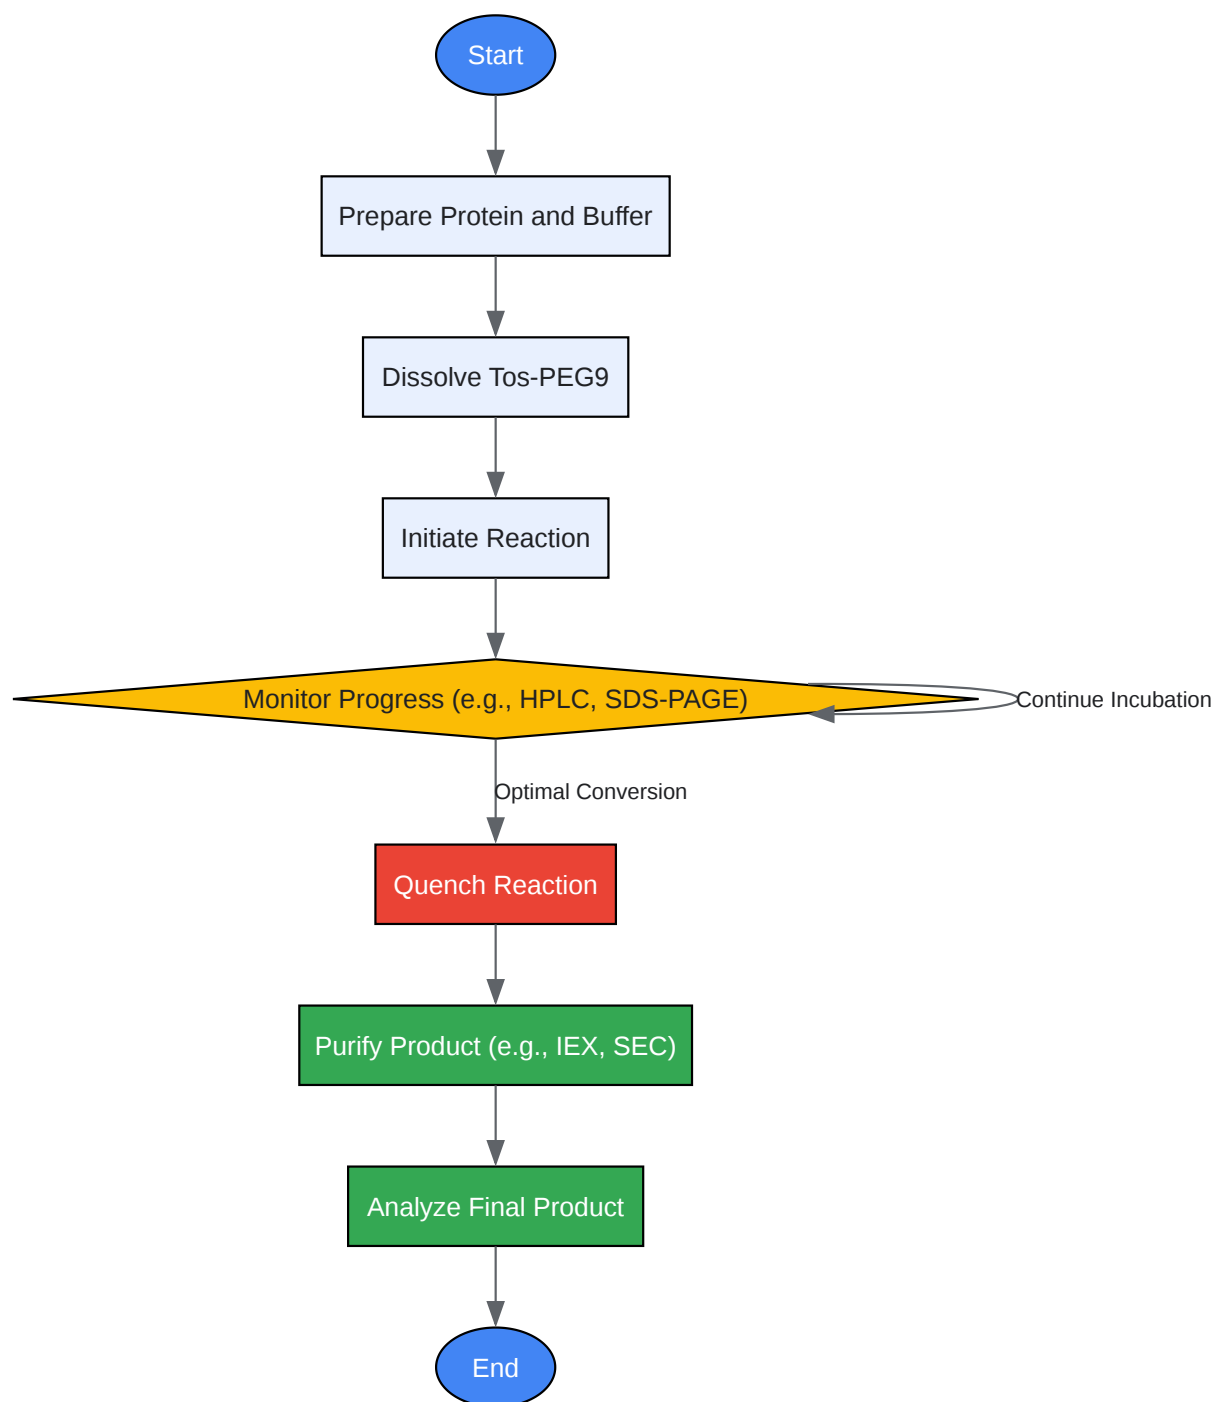 Start
Prepare Protein and Buffer
Dissolve Tos-PEG9
Initiate Reaction
Monitor Progress (e.g., HPLC, SDS-PAGE)
Continue Incubation
Optimal Conversion
Quench Reaction
Purify Product (e.g., IEX, SEC)
Analyze Final Product
End